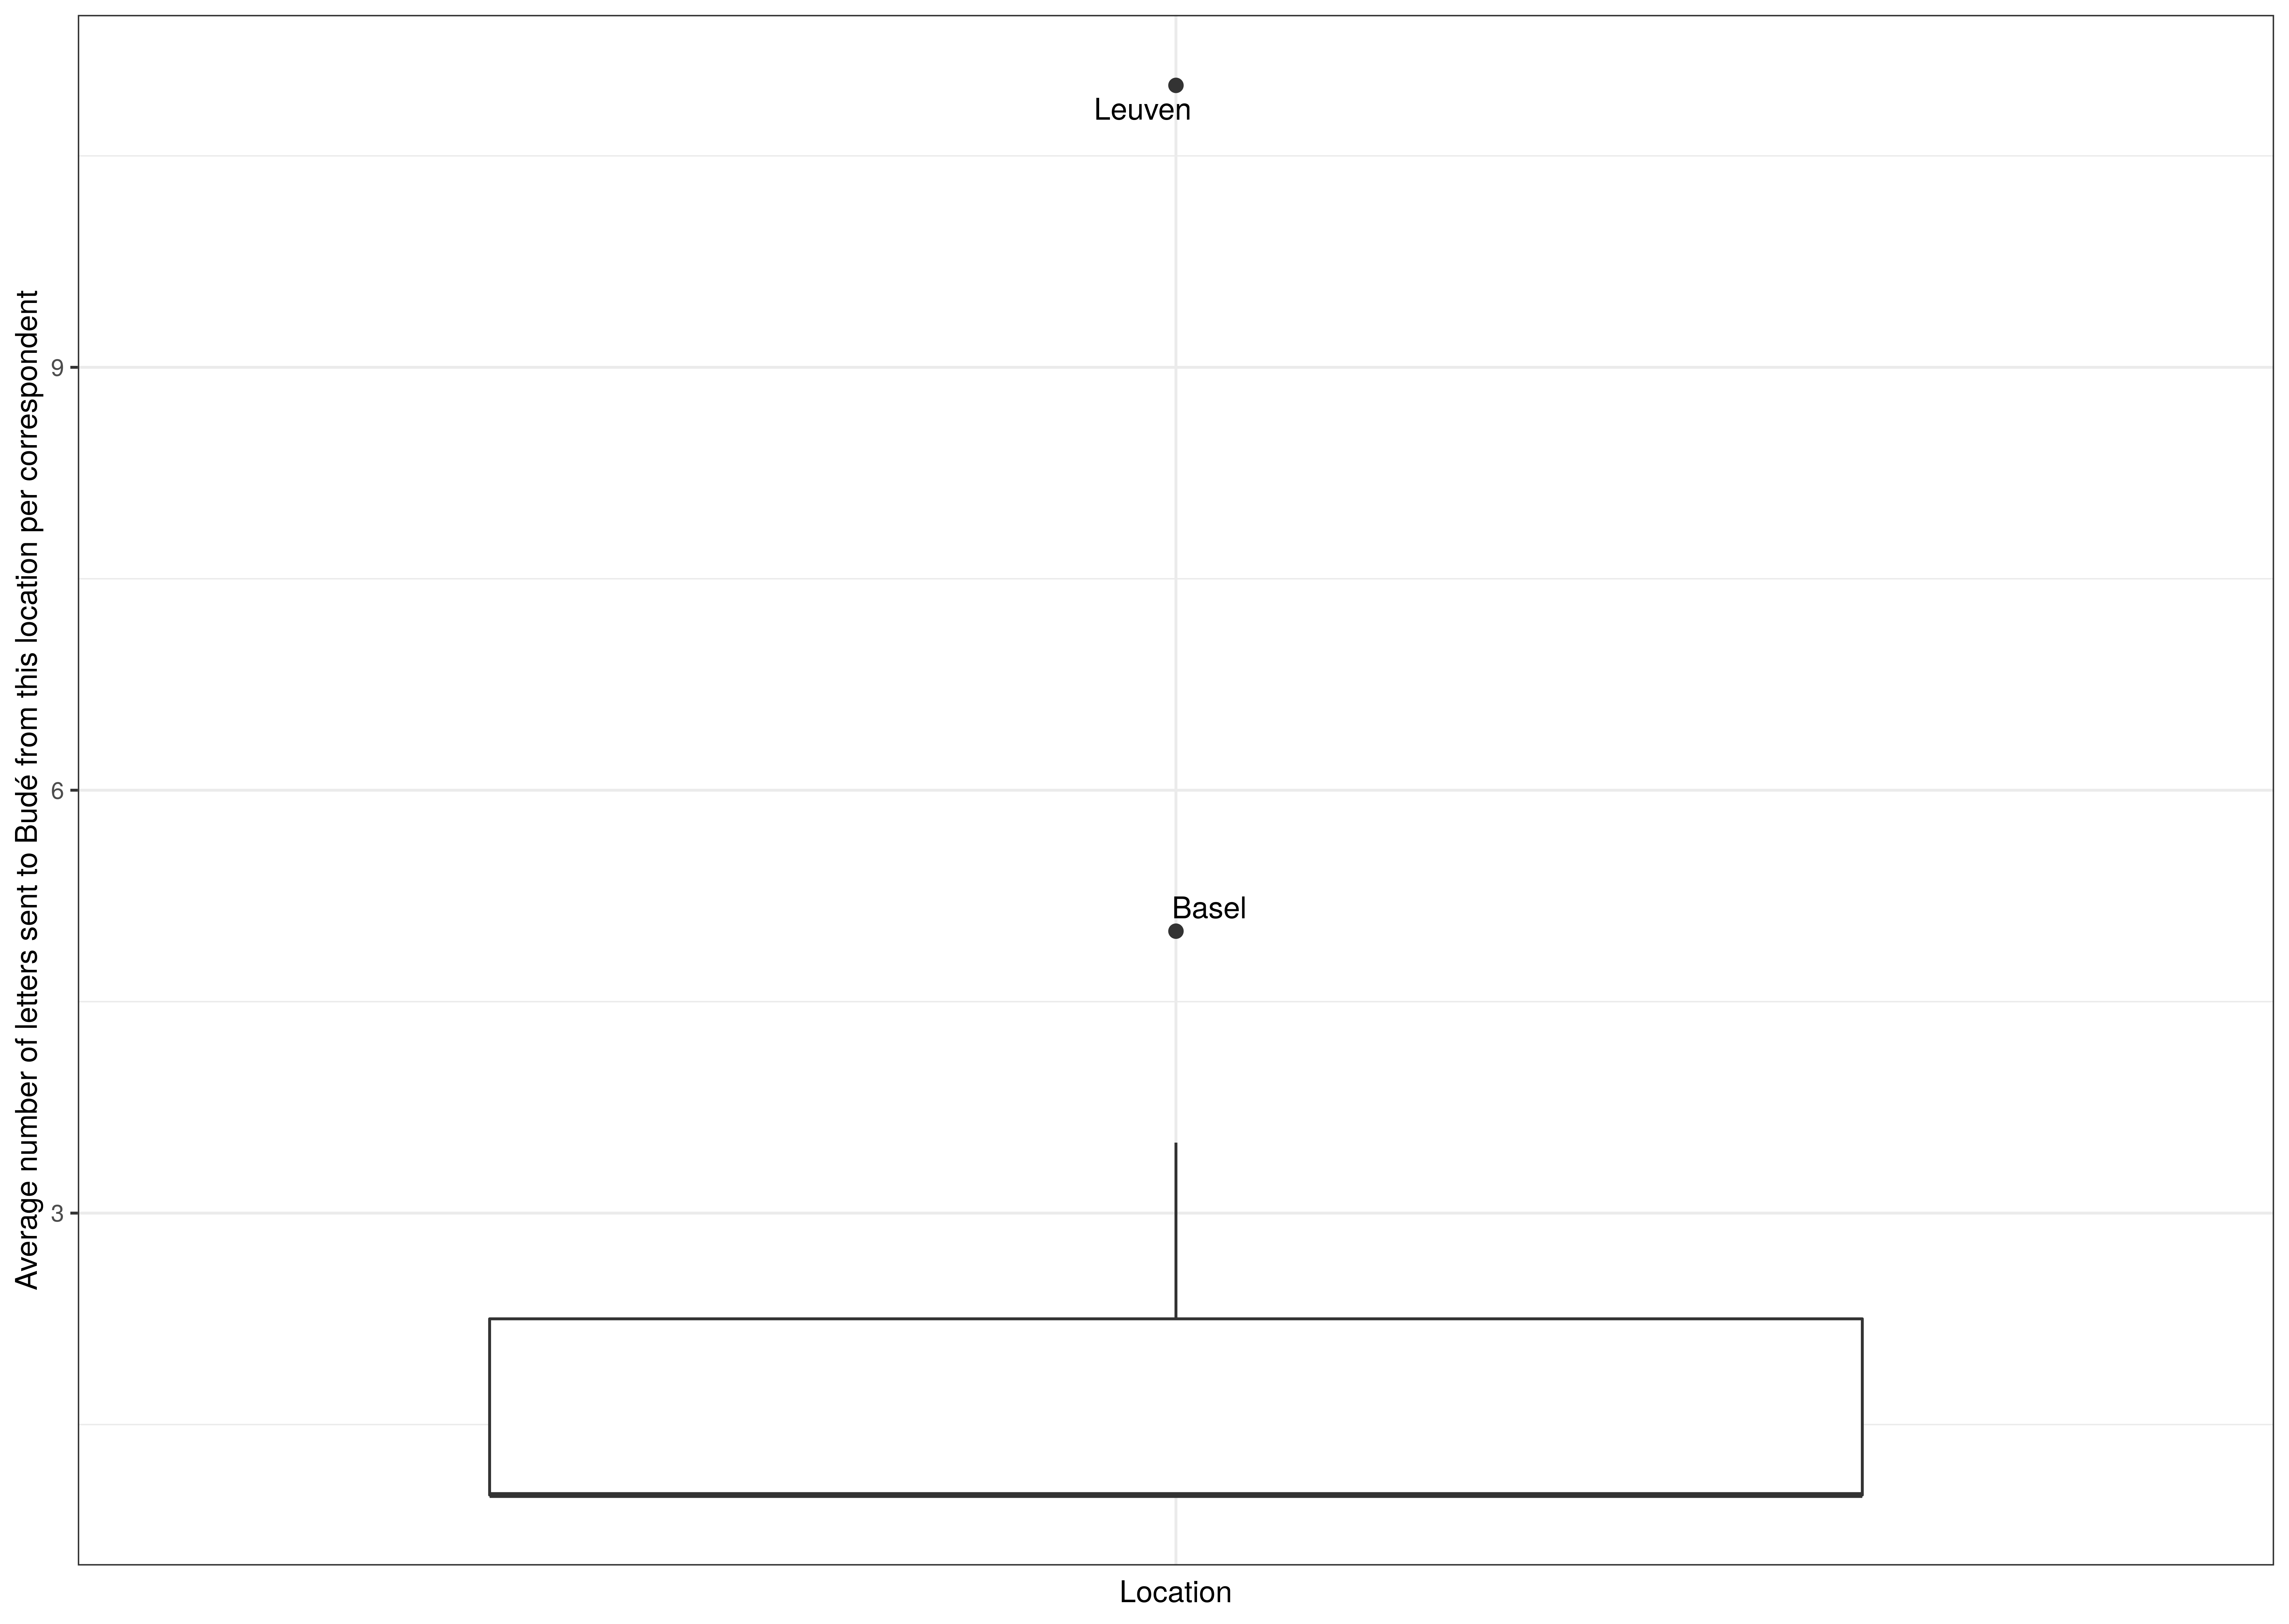 Average number of letters sent to Budé from this location per correspondent
9
6
3
Leuven
Basel
Location